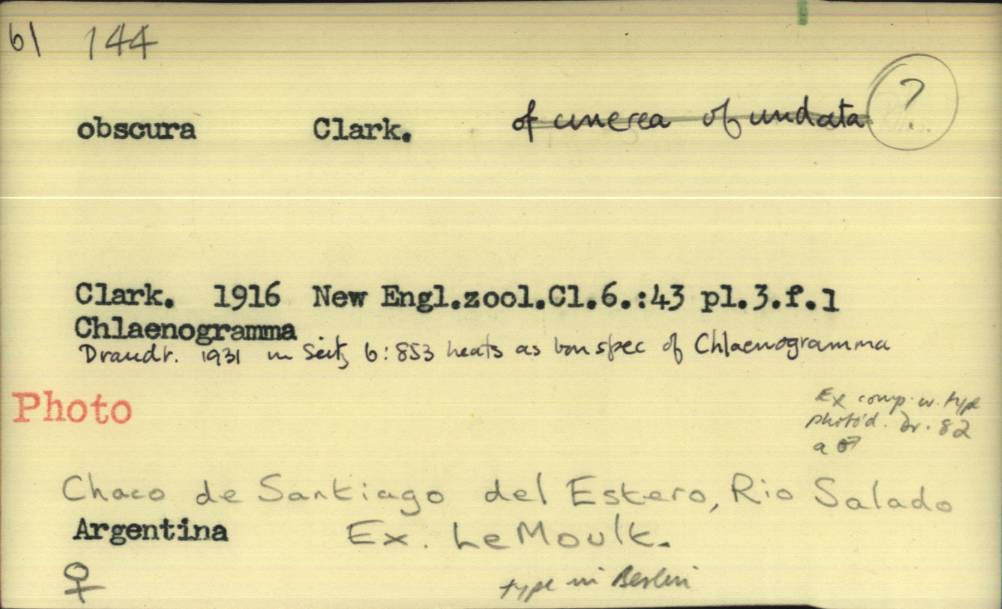 61 144
obscura Clark. of cinerea of undata ?
Clark. 1916 New Engl.zool.Cl.6.:43 pl.3.f.1
Chlaenogramma
Draudt. 1931 in Seitz 6:853 treats as bon spec of Chlaenogramma
Photo
Ex comp. w. type
photo'd. Dr. 82
a ♂
Chaco de Santiago del Estero, Rio Salado
Argentina Ex. Le Moulk.
♀
type in Berlin